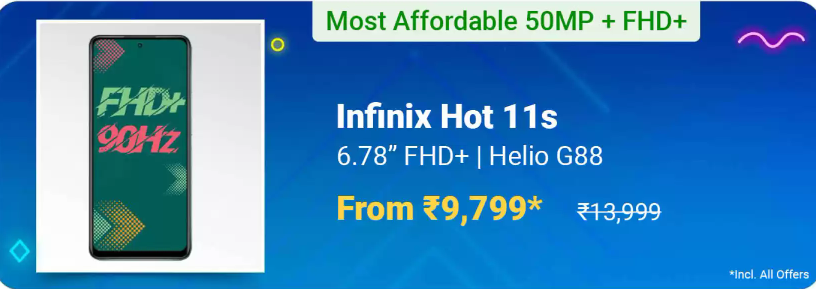 Most Affordable 50MP + FHD+
FHD+
90Hz
Infinix Hot 11s
6.78” FHD+ | Helio G88
From ₹9,799* ₹13,999
*Incl. All Offers